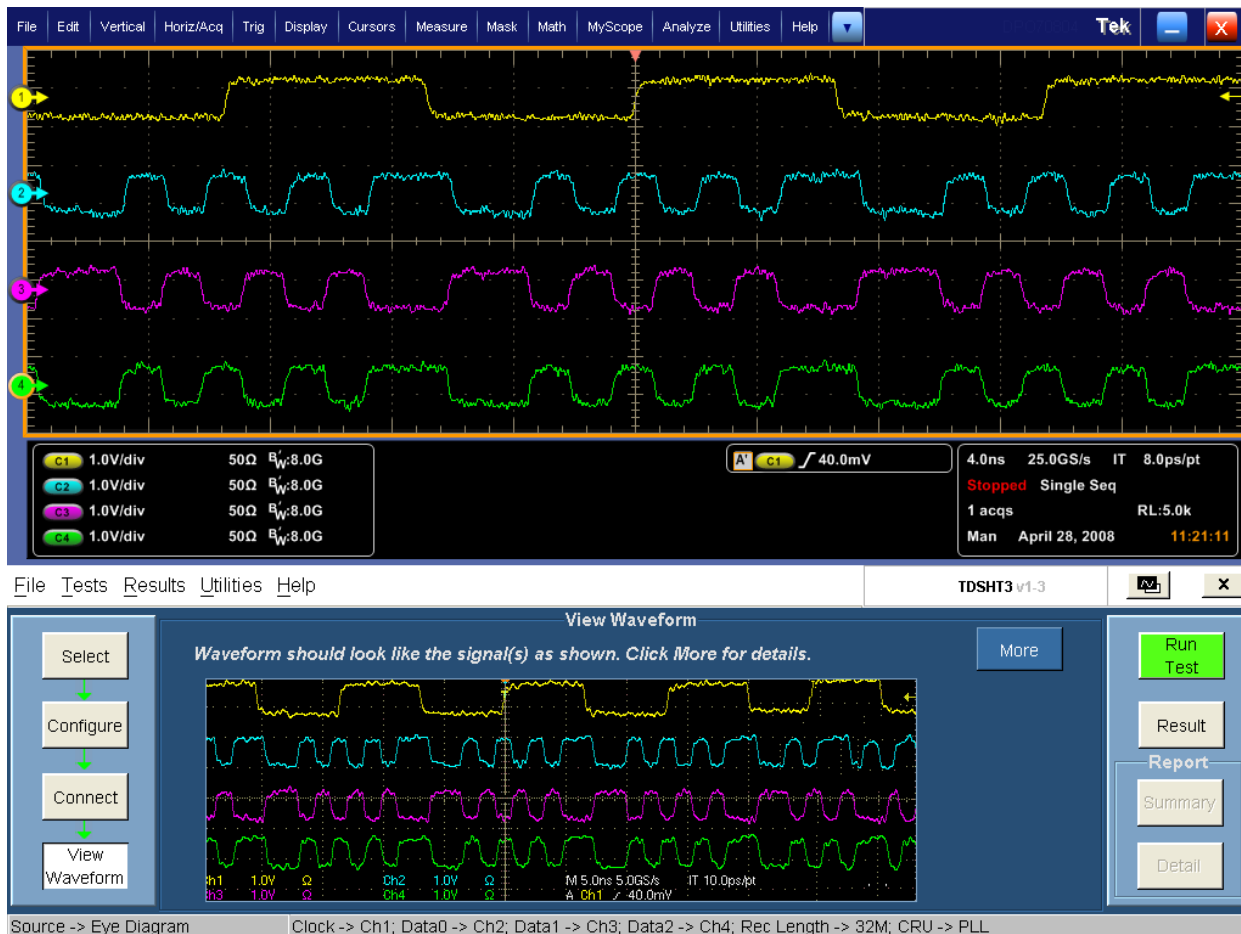 File Edit Vertical Horiz/Acq Trig Display Cursors Measure Mask Math MyScope Analyze Utilities Help Tek X
1
2
3
4
C1 1.0V/div 50Ω B'W:8.0G
C2 1.0V/div 50Ω B'W:8.0G
C3 1.0V/div 50Ω B'W:8.0G
C4 1.0V/div 50Ω B'W:8.0G
A' C1 40.0mV
4.0ns 25.0GS/s IT 8.0ps/pt
Stopped Single Seq
1 acqs RL:5.0k
Man April 28, 2008 11:21:11
File Tests Results Utilities Help TDSHT3 v1-3 x
View Waveform
Waveform should look like the signal(s) as shown. Click More for details.
More
Select
Configure
Connect
View
Waveform
Ch1 1.0V Ω Ch2 1.0V Ω M 5.0ns 5.0GS/s IT 10.0ps/pt
Ch3 1.0V Ω Ch4 1.0V Ω A Ch1 40.0mV
Run
Test
Result
Report
Summary
Detail
Source -> Eye Diagram Clock -> Ch1; Data0 -> Ch2; Data1 -> Ch3; Data2 -> Ch4; Rec Length -> 32M; CRU -> PLL